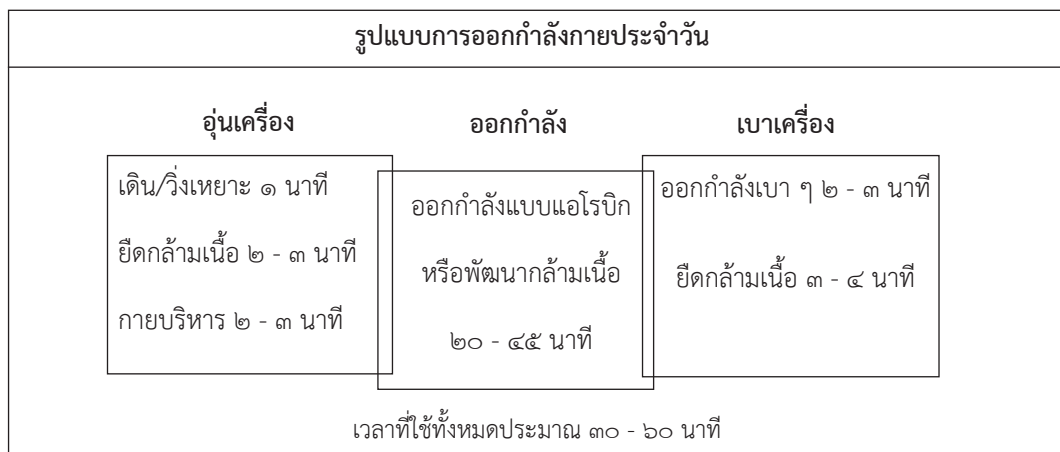 รูปแบบการออกกำลังกายประจำวัน
อุ่นเครื่อง
เดิน/วิ่งเหยาะ ๑ นาที
ยืดกล้ามเนื้อ ๒ - ๓ นาที
กายบริหาร ๒ - ๓ นาที
ออกกำลัง
ออกกำลังแบบแอโรบิก
หรือพัฒนากล้ามเนื้อ
๒๐ - ๔๕ นาที
เบาเครื่อง
ออกกำลังเบา ๆ ๒ - ๓ นาที
ยืดกล้ามเนื้อ ๓ - ๔ นาที
เวลาที่ใช้ทั้งหมดประมาณ ๓๐ - ๖๐ นาที